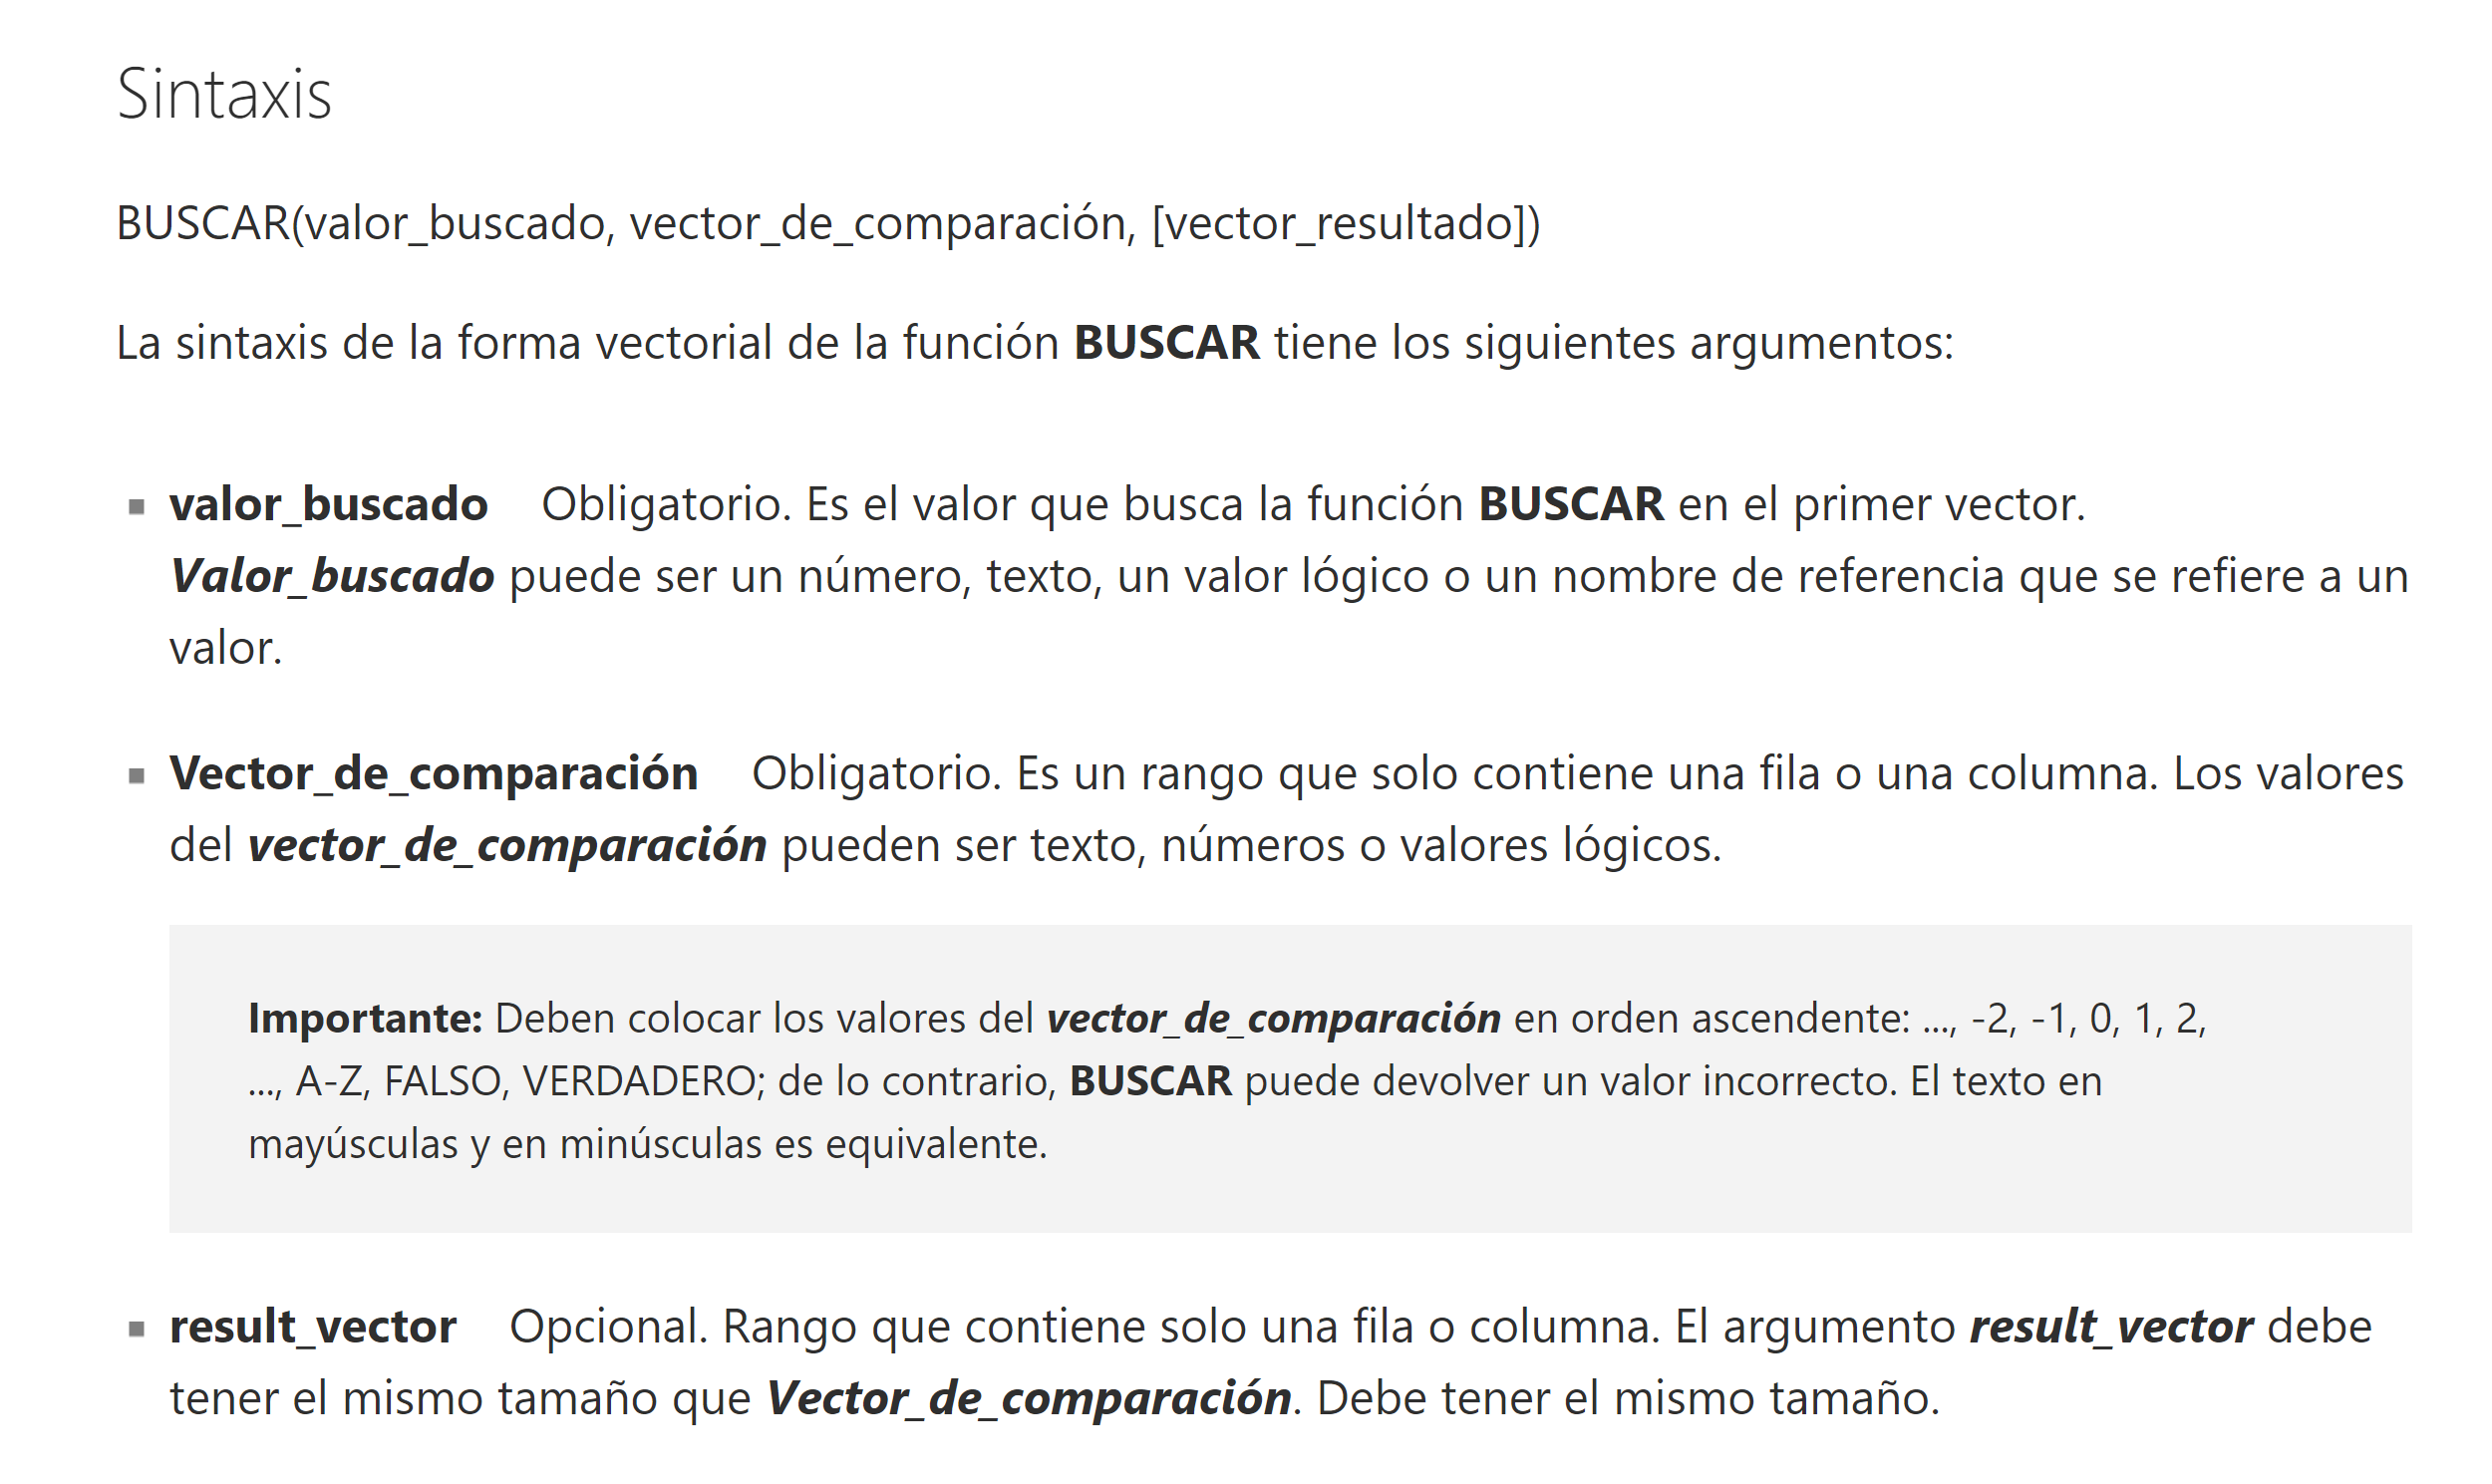 Sintaxis
BUSCAR(valor_buscado, vector_de_comparación, [vector_resultado])
La sintaxis de la forma vectorial de la función BUSCAR tiene los siguientes argumentos:
valor_buscado    Obligatorio. Es el valor que busca la función BUSCAR en el primer vector.
Valor_buscado puede ser un número, texto, un valor lógico o un nombre de referencia que se refiere a un
valor.
Vector_de_comparación    Obligatorio. Es un rango que solo contiene una fila o una columna. Los valores
del vector_de_comparación pueden ser texto, números o valores lógicos.
Importante: Deben colocar los valores del vector_de_comparación en orden ascendente: ..., -2, -1, 0, 1, 2,
..., A-Z, FALSO, VERDADERO; de lo contrario, BUSCAR puede devolver un valor incorrecto. El texto en
mayúsculas y en minúsculas es equivalente.
result_vector    Opcional. Rango que contiene solo una fila o columna. El argumento result_vector debe
tener el mismo tamaño que Vector_de_comparación. Debe tener el mismo tamaño.